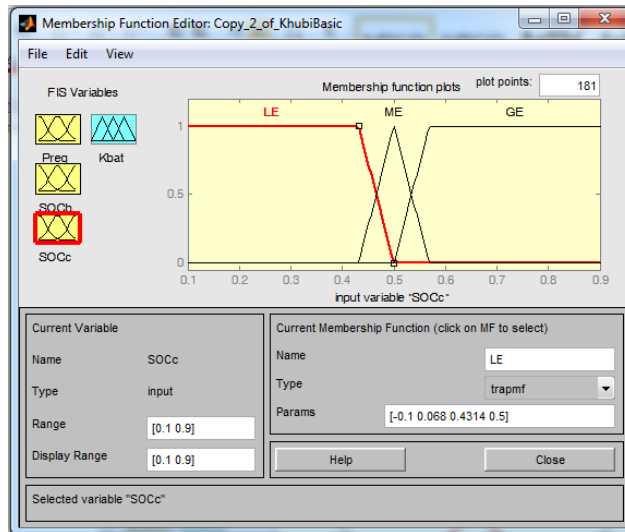 Membership Function Editor: Copy_2_of_KhubiBasic
File Edit View
FIS Variables
Membership function plots
plot points:
181
Preq
Kbat
SOCb
SOCc
LE
ME
GE
1
0.5
0
0.1 0.2 0.3 0.4 0.5 0.6 0.7 0.8 0.9
input variable "SOCc"
Current Variable
Name SOCc
Type input
Range [0.1 0.9]
Display Range [0.1 0.9]
Current Membership Function (click on MF to select)
Name LE
Type trapmf
Params [-0.1 0.068 0.4314 0.5]
Help
Close
Selected variable "SOCc"